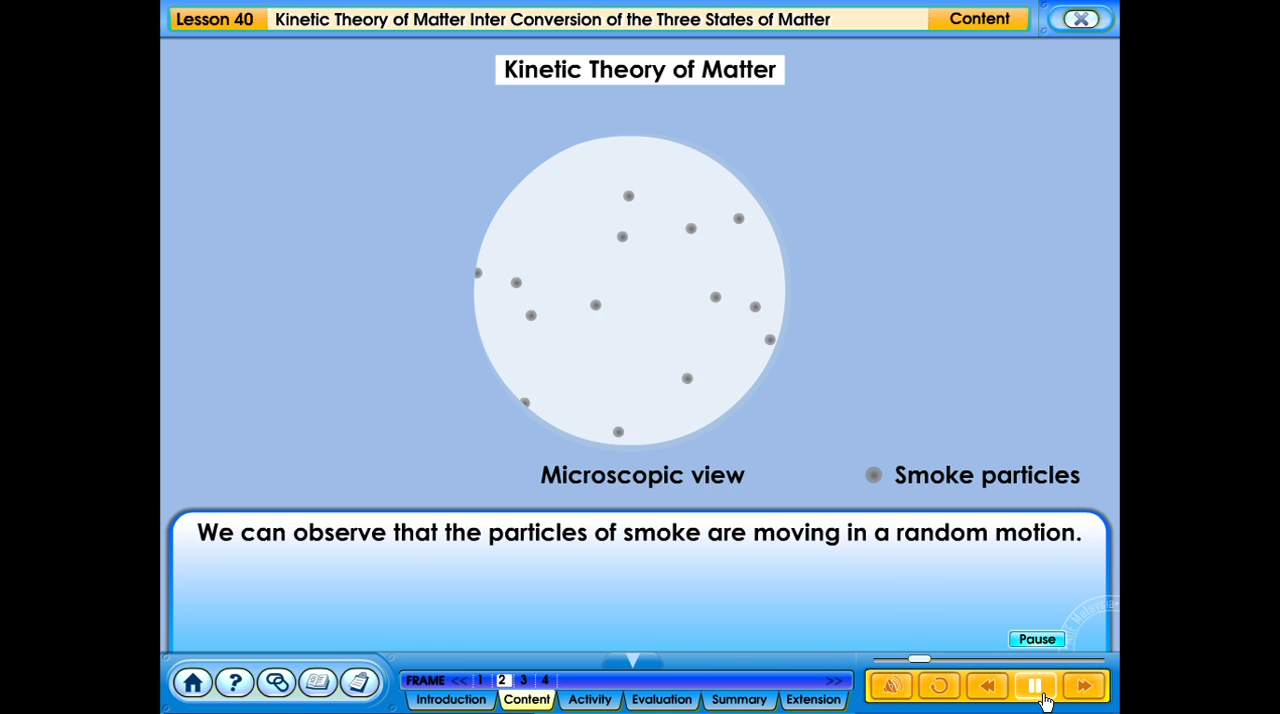 Lesson 40
Kinetic Theory of Matter Inter Conversion of the Three States of Matter
Content
Kinetic Theory of Matter
Microscopic view
Smoke particles
We can observe that the particles of smoke are moving in a random motion.
Malaysia
Pause
FRAME << 1 2 3 4 >>
Introduction Content Activity Evaluation Summary Extension